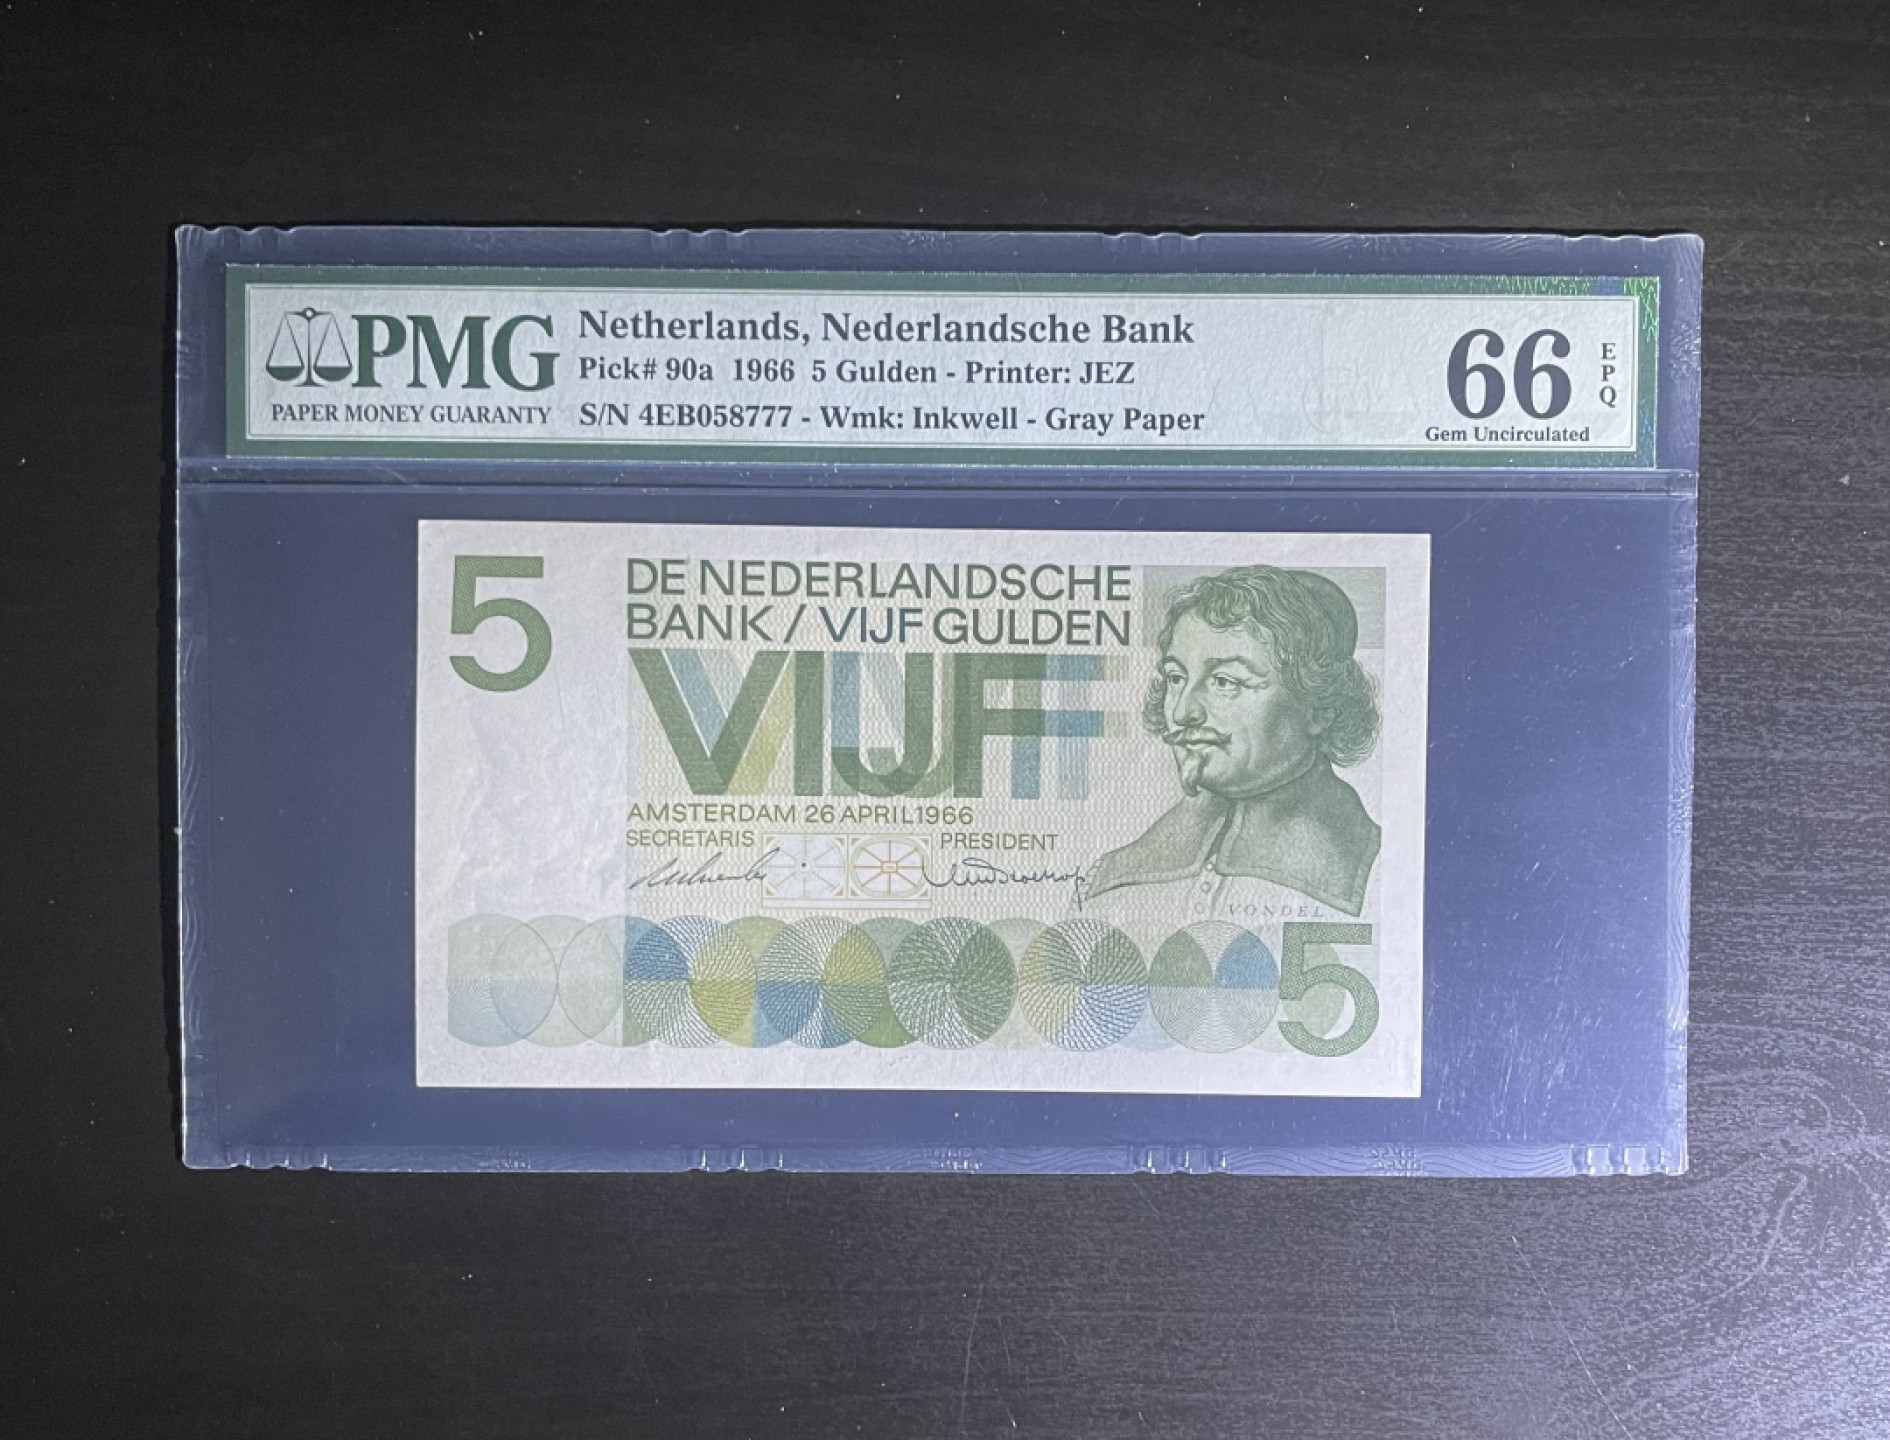 PMG
PAPER MONEY GUARANTY
Netherlands, Nederlandsche Bank
Pick# 90a 1966 5 Gulden - Printer: JEZ
S/N 4EB058777 - Wmk: Inkwell - Gray Paper
66
EPQ
Gem Uncirculated
5
DE NEDERLANDSCHE
BANK / VIJF GULDEN
VIJF
AMSTERDAM 26 APRIL 1966
SECRETARIS PRESIDENT
VONDEL
5